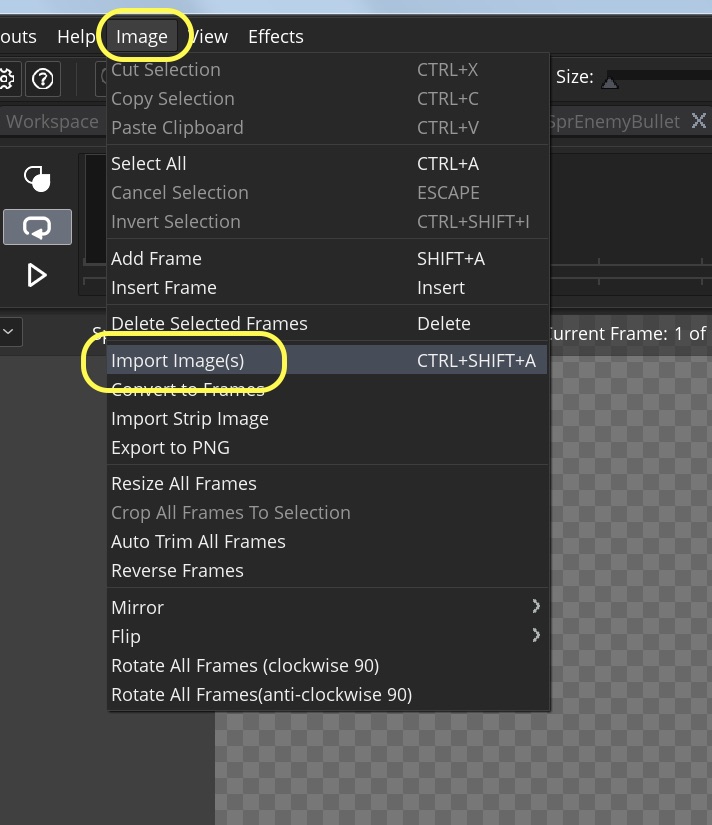 outs Help Image View Effects
Size:
Workspace
SprEnemyBullet X
Cut Selection CTRL+X
Copy Selection CTRL+C
Paste Clipboard CTRL+V
Select All CTRL+A
Cancel Selection ESCAPE
Invert Selection CTRL+SHIFT+I
Add Frame SHIFT+A
Insert Frame Insert
Delete Selected Frames Delete
Sp
Current Frame: 1 of
Import Image(s) CTRL+SHIFT+A
Convert to Frames
Import Strip Image
Export to PNG
Resize All Frames
Crop All Frames To Selection
Auto Trim All Frames
Reverse Frames
Mirror
Flip
Rotate All Frames (clockwise 90)
Rotate All Frames(anti-clockwise 90)